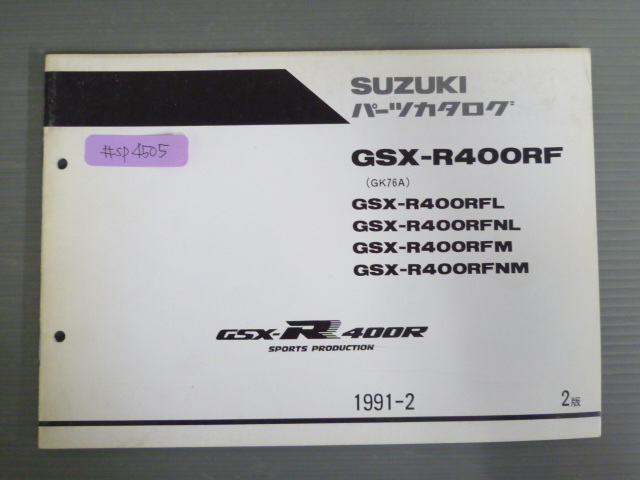 SUZUKI
パーツカタログ
#SP4505
GSX-R400RF
(GK76A)
GSX-R400RFL
GSX-R400RFNL
GSX-R400RFM
GSX-R400RFNM
GSX-R 400R
SPORTS PRODUCTION
1991-2
2版